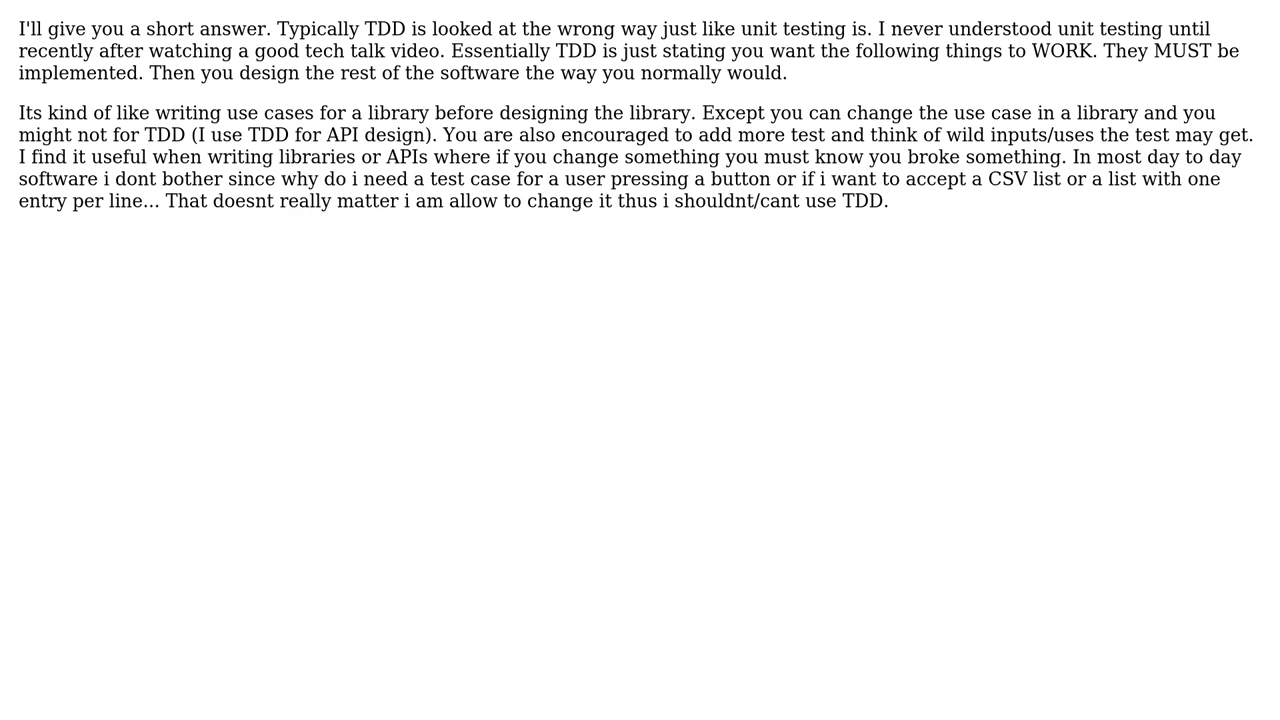 I'll give you a short answer. Typically TDD is looked at the wrong way just like unit testing is. I never understood unit testing until
recently after watching a good tech talk video. Essentially TDD is just stating you want the following things to WORK. They MUST be
implemented. Then you design the rest of the software the way you normally would.
Its kind of like writing use cases for a library before designing the library. Except you can change the use case in a library and you
might not for TDD (I use TDD for API design). You are also encouraged to add more test and think of wild inputs/uses the test may get.
I find it useful when writing libraries or APIs where if you change something you must know you broke something. In most day to day
software i dont bother since why do i need a test case for a user pressing a button or if i want to accept a CSV list or a list with one
entry per line... That doesnt really matter i am allow to change it thus i shouldnt/cant use TDD.